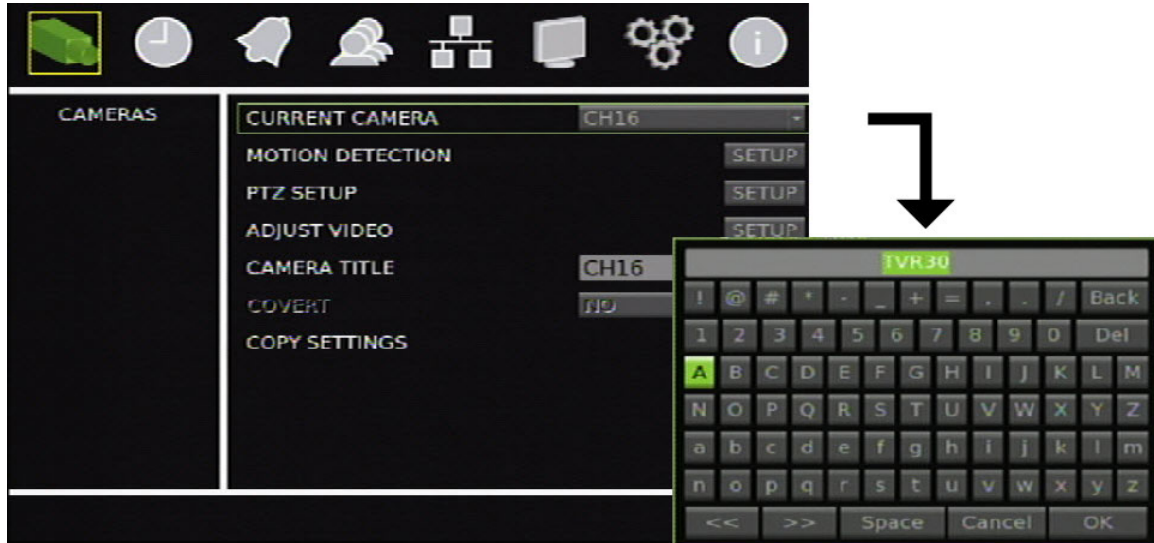 CAMERAS
CURRENT CAMERA CH16
MOTION DETECTION SETUP
PTZ SETUP SETUP
ADJUST VIDEO SETUP
CAMERA TITLE CH16
COVERT NO
COPY SETTINGS
TVR30
! @ # * - _ + = , . / Back
1 2 3 4 5 6 7 8 9 0 Del
A B C D E F G H I J K L M
N O P Q R S T U V W X Y Z
a b c d e f g h i j k l m
n o p q r s t u v w x y z
<< >> Space Cancel OK